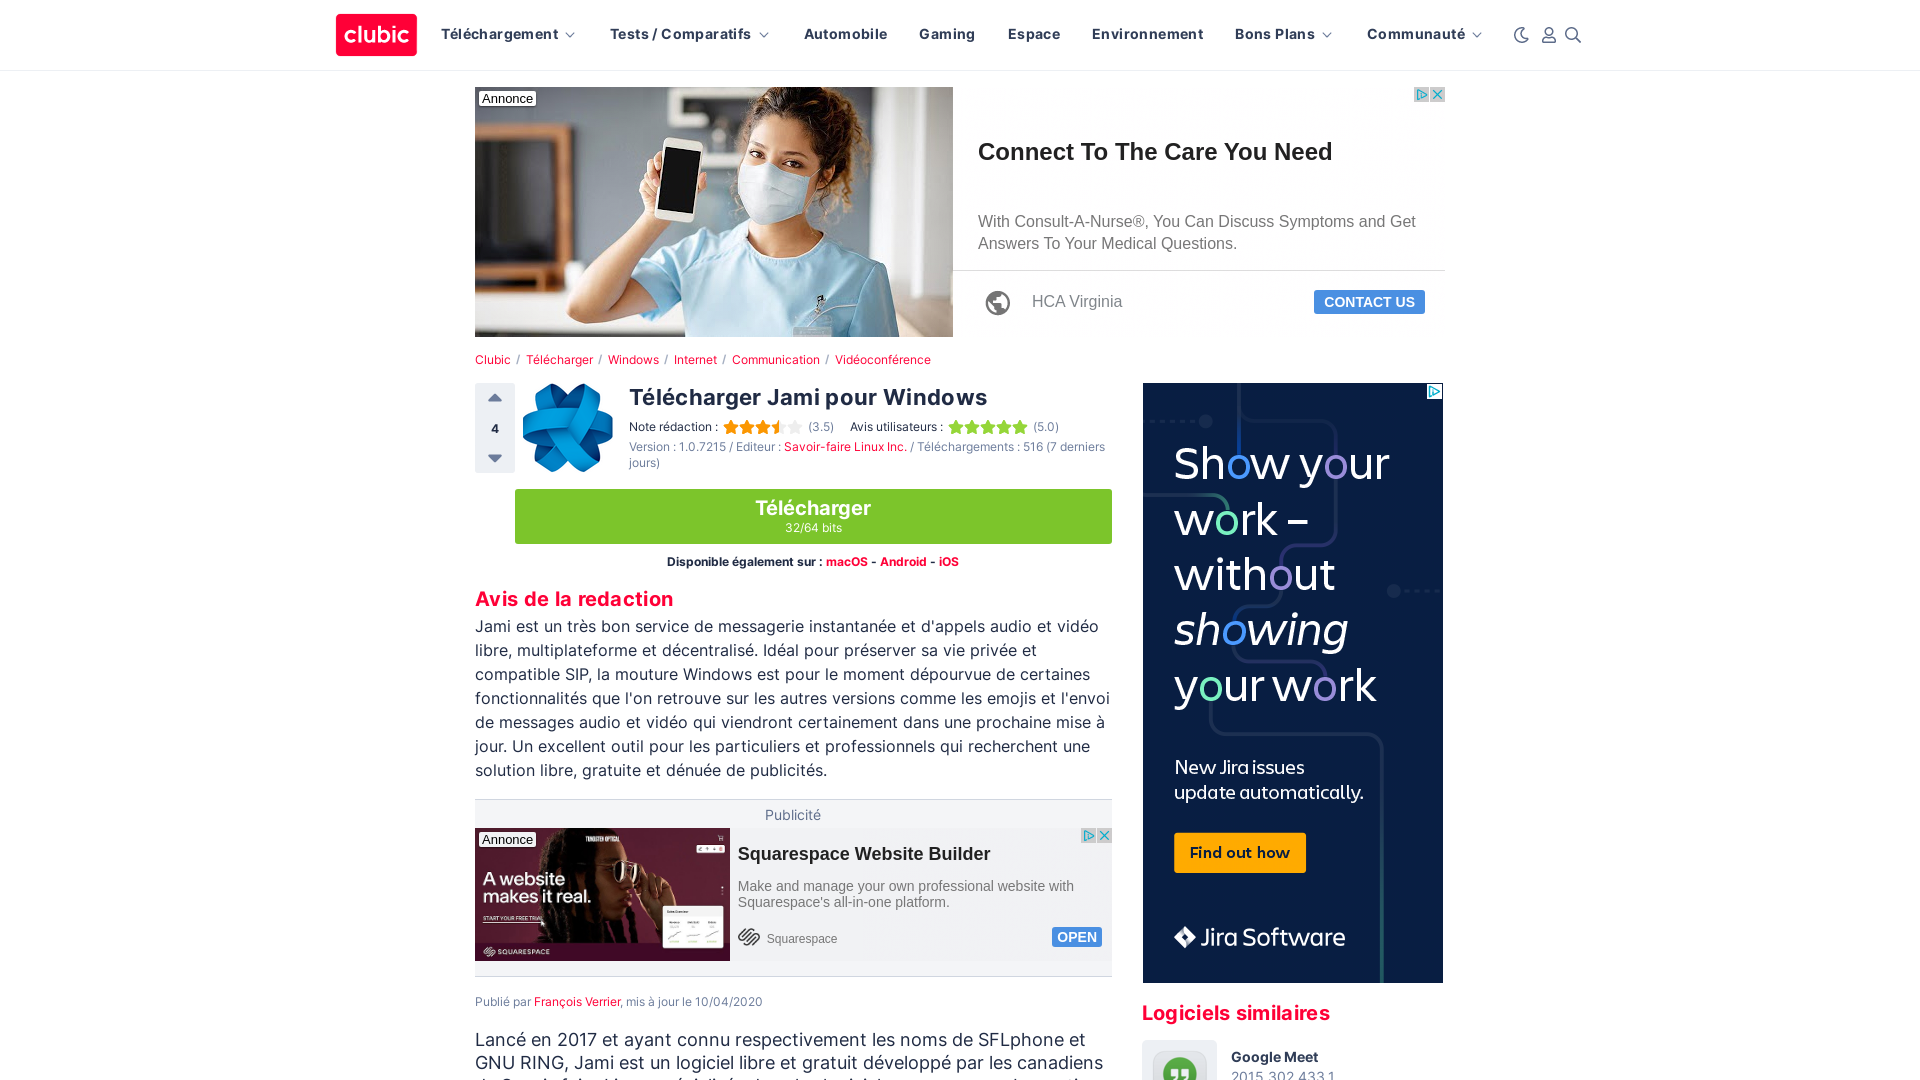 clubic
Téléchargement
Tests / Comparatifs
Automobile
Gaming
Espace
Environnement
Bons Plans
Communauté
Annonce
Connect To The Care You Need
With Consult-A-Nurse®, You Can Discuss Symptoms and Get
Answers To Your Medical Questions.
HCA Virginia
CONTACT US
Clubic / Télécharger / Windows / Internet / Communication / Vidéoconférence
4
Télécharger Jami pour Windows
Note rédaction : (3.5) Avis utilisateurs : (5.0)
Version : 1.0.7215 / Editeur : Savoir-faire Linux Inc. / Téléchargements : 516 (7 derniers
jours)
Télécharger
32/64 bits
Disponible également sur : macOS - Android - iOS
Avis de la redaction
Jami est un très bon service de messagerie instantanée et d'appels audio et vidéo
libre, multiplateforme et décentralisé. Idéal pour préserver sa vie privée et
compatible SIP, la mouture Windows est pour le moment dépourvue de certaines
fonctionnalités que l'on retrouve sur les autres versions comme les emojis et l'envoi
de messages audio et vidéo qui viendront certainement dans une prochaine mise à
jour. Un excellent outil pour les particuliers et professionnels qui recherchent une
solution libre, gratuite et dénuée de publicités.
Publicité
Annonce
A website
makes it real.
START YOUR FREE TRIAL
SQUARESPACE
Squarespace Website Builder
Make and manage your own professional website with
Squarespace's all-in-one platform.
Squarespace
OPEN
Publié par François Verrier, mis à jour le 10/04/2020
Lancé en 2017 et ayant connu respectivement les noms de SFLphone et
GNU RING, Jami est un logiciel libre et gratuit développé par les canadiens
Show your
work –
without
showing
your work
New Jira issues
update automatically.
Find out how
Jira Software
Logiciels similaires
Google Meet
2015.302.433.1